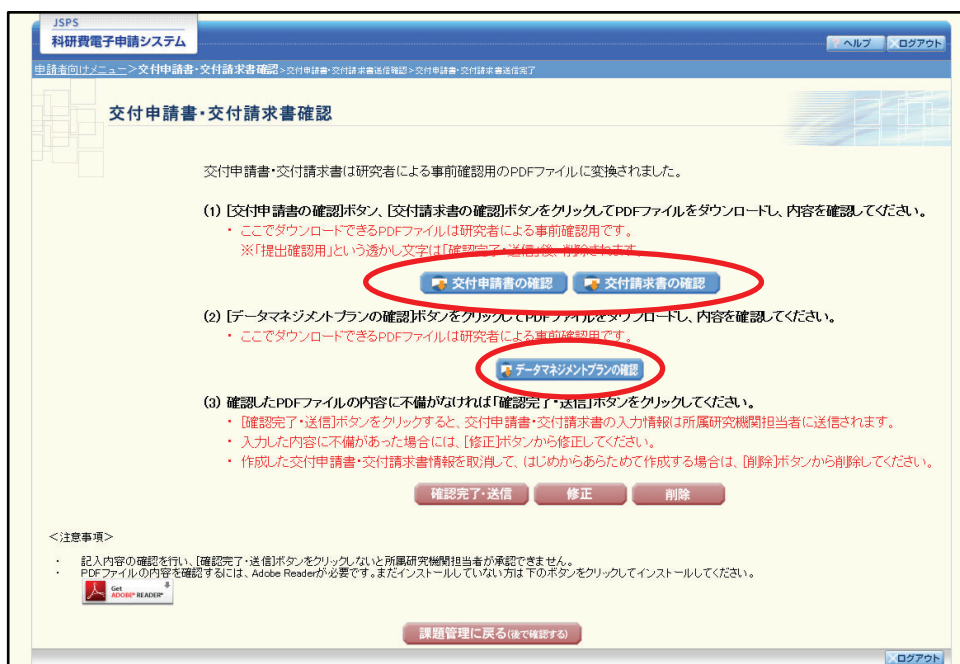 JSPS
科研費電子申請システム
ヘルプ
ログアウト
申請者向けメニュー>交付申請書・交付請求書確認>交付申請書・交付請求書送信確認>交付申請書・交付請求書送信完了
交付申請書・交付請求書確認
交付申請書・交付請求書は研究者による事前確認用のPDFファイルに変換されました。
(1) [交付申請書の確認]ボタン、[交付請求書の確認]ボタンをクリックしてPDFファイルをダウンロードし、内容を確認してください。
・ ここでダウンロードできるPDFファイルは研究者による事前確認用です。
※「提出確認用」という透かし文字は「確認完了・送信」後、削除されます。
交付申請書の確認
交付請求書の確認
(2) [データマネジメントプランの確認]ボタンをクリックしてPDFファイルをダウンロードし、内容を確認してください。
・ ここでダウンロードできるPDFファイルは研究者による事前確認用です。
データマネジメントプランの確認
(3) 確認したPDFファイルの内容に不備がなければ「確認完了・送信」ボタンをクリックしてください。
・ [確認完了・送信]ボタンをクリックすると、交付申請書・交付請求書の入力情報は所属研究機関担当者に送信されます。
・ 入力した内容に不備があった場合には、[修正]ボタンから修正してください。
・ 作成した交付申請書・交付請求書情報を取消して、はじめからあらためて作成する場合は、[削除]ボタンから削除してください。
確認完了・送信
修正
削除
<注意事項>
・ 記入内容の確認を行い、[確認完了・送信]ボタンをクリックしないと所属研究機関担当者が承認できません。
・ PDFファイルの内容を確認するには、Adobe Readerが必要です。まだインストールしていない方は下のボタンをクリックしてインストールしてください。
Get
ADOBE® READER®
課題管理に戻る(後で確認する)
ログアウト